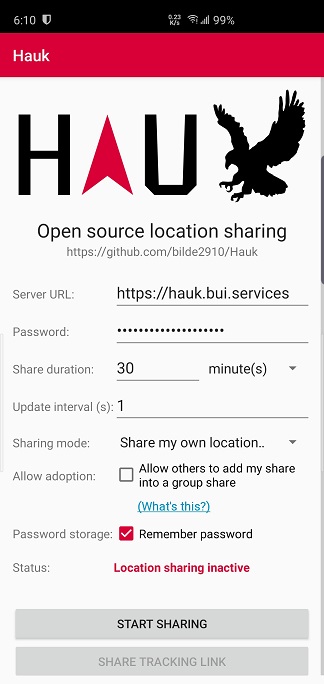 6:10 0.23 K/s 99%
Hauk
HAUK
Open source location sharing
https://github.com/bilde2910/Hauk
Server URL: https://hauk.bui.services
Password: ••••••••••••••••••••
Share duration: 30 minute(s)
Update interval (s): 1
Sharing mode: Share my own location..
Allow adoption: Allow others to add my share
into a group share
(What's this?)
Password storage: Remember password
Status: Location sharing inactive
START SHARING
SHARE TRACKING LINK